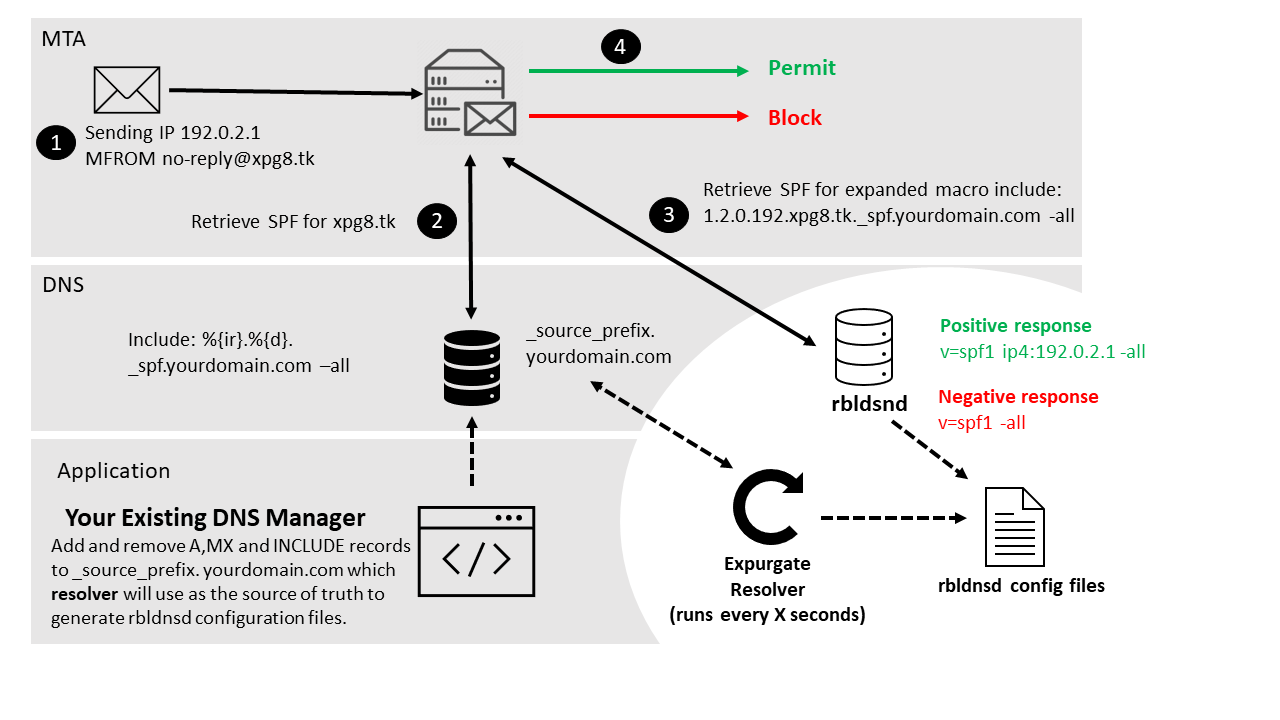 MTA
4
Permit
Block
1
Sending IP 192.0.2.1
MFROM no-reply@xpg8.tk
Retrieve SPF for xpg8.tk
2
3
Retrieve SPF for expanded macro include:
1.2.0.192.xpg8.tk._spf.yourdomain.com -all
DNS
Include: %{ir}.%{d}.
_spf.yourdomain.com –all
_source_prefix.
yourdomain.com
rbldsnd
Positive response
v=spf1 ip4:192.0.2.1 -all
Negative response
v=spf1 -all
Application
Your Existing DNS Manager
Add and remove A,MX and INCLUDE records
to _source_prefix. yourdomain.com which
resolver will use as the source of truth to
generate rbldnsd configuration files.
</>
Expurgate
Resolver
(runs every X seconds)
rbldnsd config files